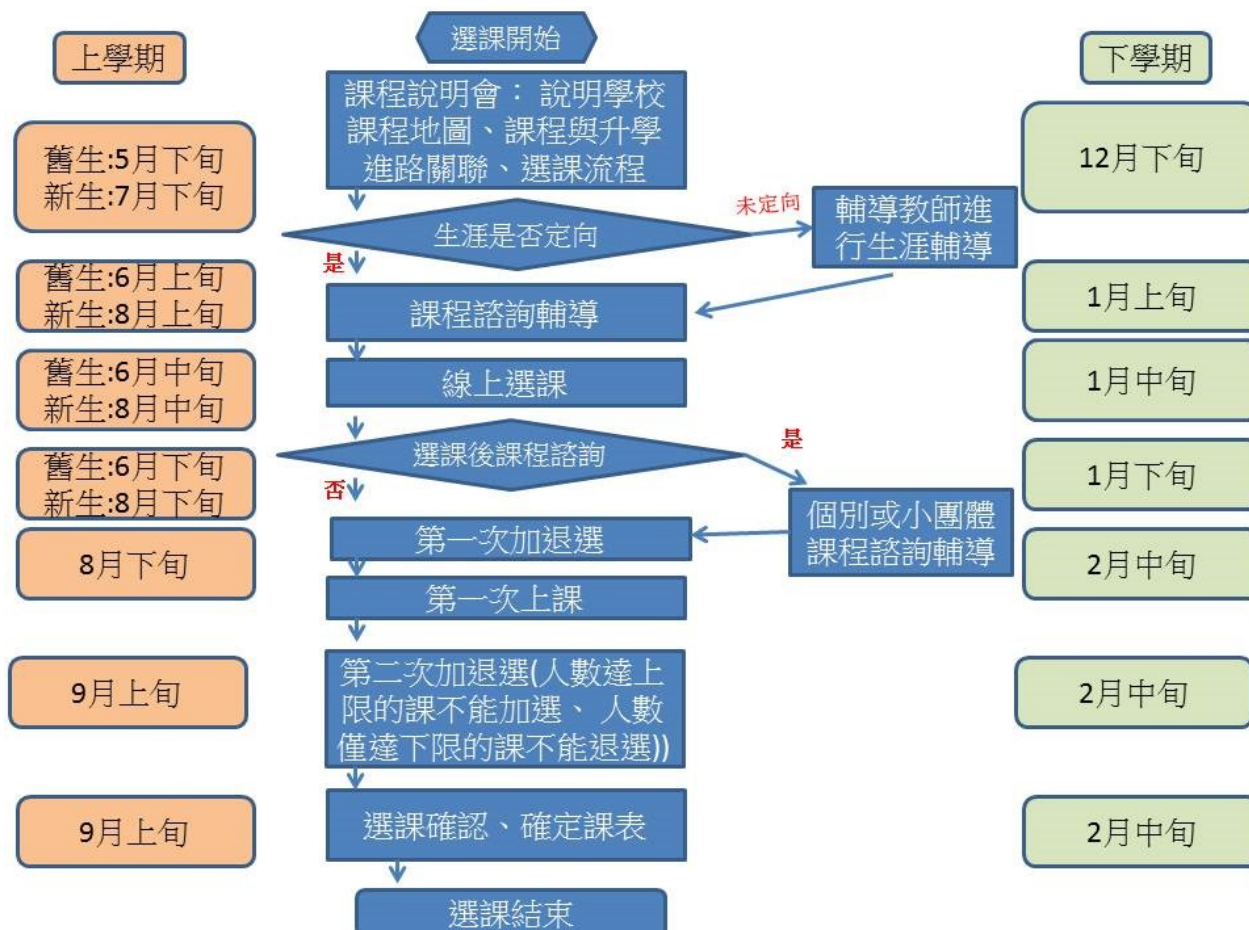 選課開始
上學期
下學期
課程說明會： 說明學校
課程地圖、課程與升學
進路關聯、選課流程
舊生:5月下旬
新生:7月下旬
12月下旬
未定向
輔導教師進
行生涯輔導
生涯是否定向
是
舊生:6月上旬
新生:8月上旬
課程諮詢輔導
1月上旬
舊生:6月中旬
新生:8月中旬
線上選課
1月中旬
選課後課程諮詢
是
舊生:6月下旬
新生:8月下旬
否
1月下旬
個別或小團體
課程諮詢輔導
8月下旬
第一次加退選
2月中旬
第一次上課
9月上旬
第二次加退選(人數達上
限的課不能加選、 人數
僅達下限的課不能退選))
2月中旬
9月上旬
選課確認、確定課表
2月中旬
選課結束